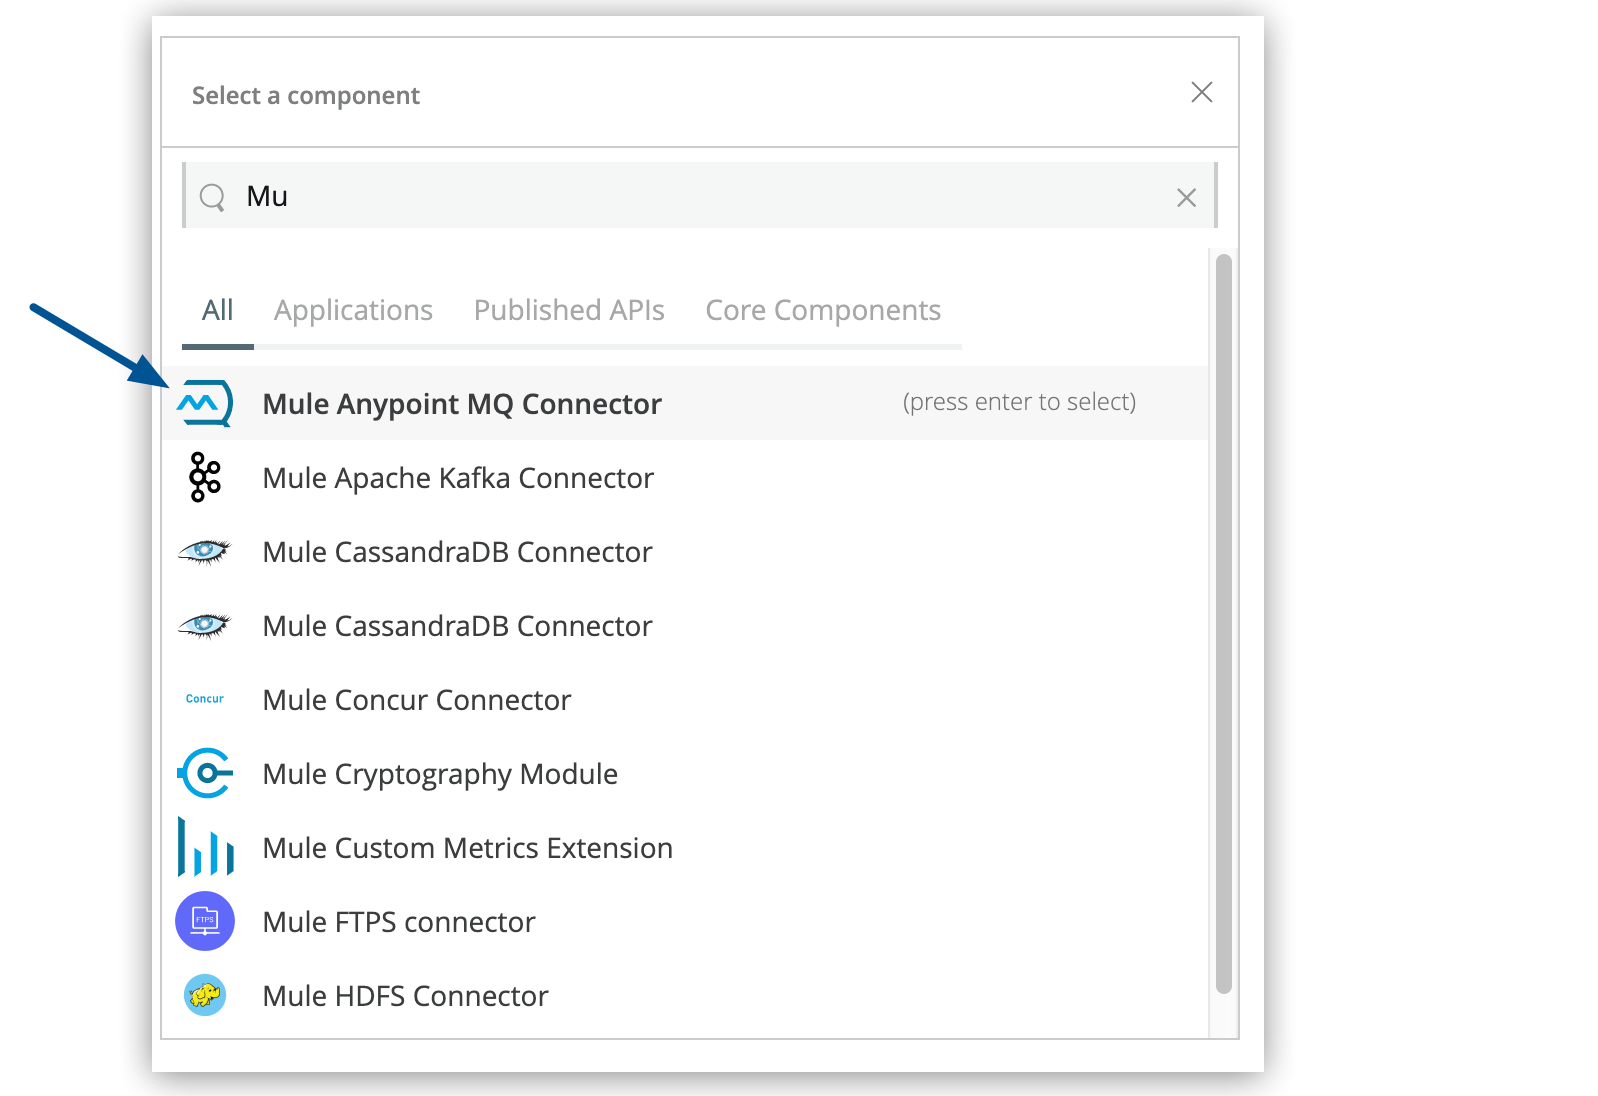 Select a component
Mu
All Applications Published APIs Core Components
Mule Anypoint MQ Connector (press enter to select)
Mule Apache Kafka Connector
Mule CassandraDB Connector
Mule CassandraDB Connector
Concur Mule Concur Connector
Mule Cryptography Module
Mule Custom Metrics Extension
FTPS Mule FTPS connector
Mule HDFS Connector